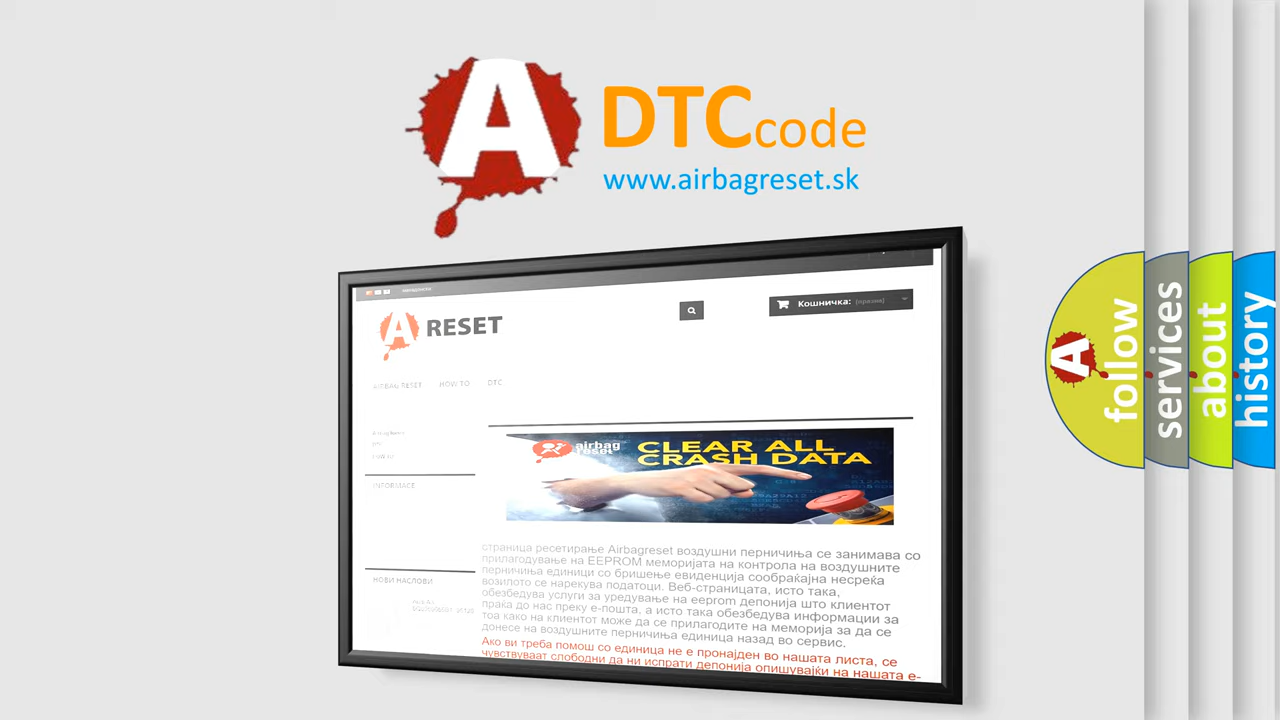 A
DTC code
www.airbagreset.sk
A RESET
Кошничка: (празни)
AIRBAG RESET HOW TO DTC
INFORMACE
airbag reset
CLEAR ALL
CRASH DATA
страница ресетирање Airbagreset воздушни перничиња се занимава со
прилагодување на EEPROM меморијата на контрола на воздушните
перничиња единици со бришење евиденција сообраќајна несреќа
возилото се нарекува податоци. Веб-страницата, исто така,
обезбедува услуги за уредување на eeprom депонија што клиентот
праќа до нас преку е-пошта, а исто така обезбедува информации за
тоа како на клиентот може да се прилагодите на меморија за да се
донесе на воздушните перничиња единица назад во сервис.
Ако ви треба помош со единица не е пронајден во нашата листа, се
чувствуваат слободни да ни испрати депонија опишувајќи на нашата е-
НОВИ НАСЛОВИ
A
follow
services
about
history